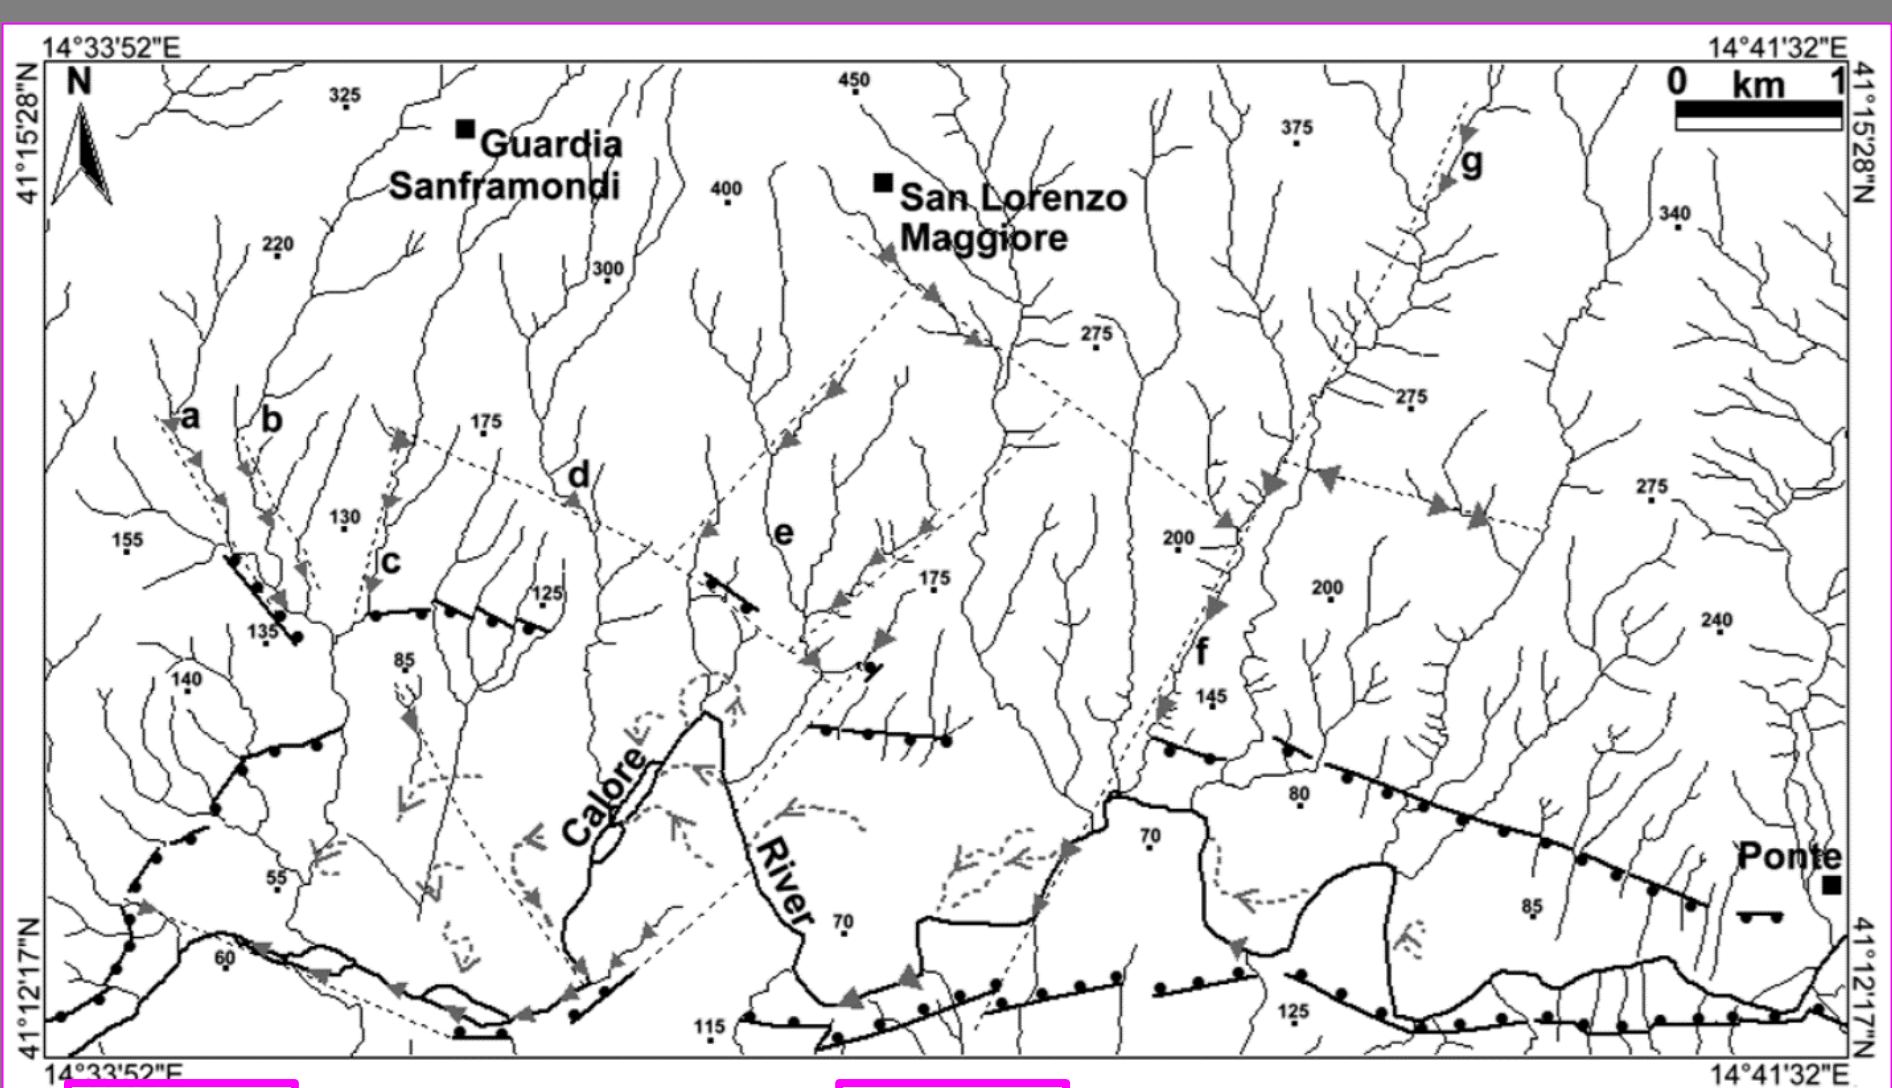 14°33'52"E
14°41'32"E
41°15'28"N
N
0 km 1
41°15'28"N
325
450
375
Guardia
Sanframondi
400
San Lorenzo
Maggiore
g
340
220
300
275
275
a
b
175
d
275
155
130
e
200
c
125
175
200
135
240
85
f
140
145
Calore
80
70
River
Ponte
55
70
85
60
115
125
41°12'17"N
41°12'17"N
14°33'52"E
14°41'32"E